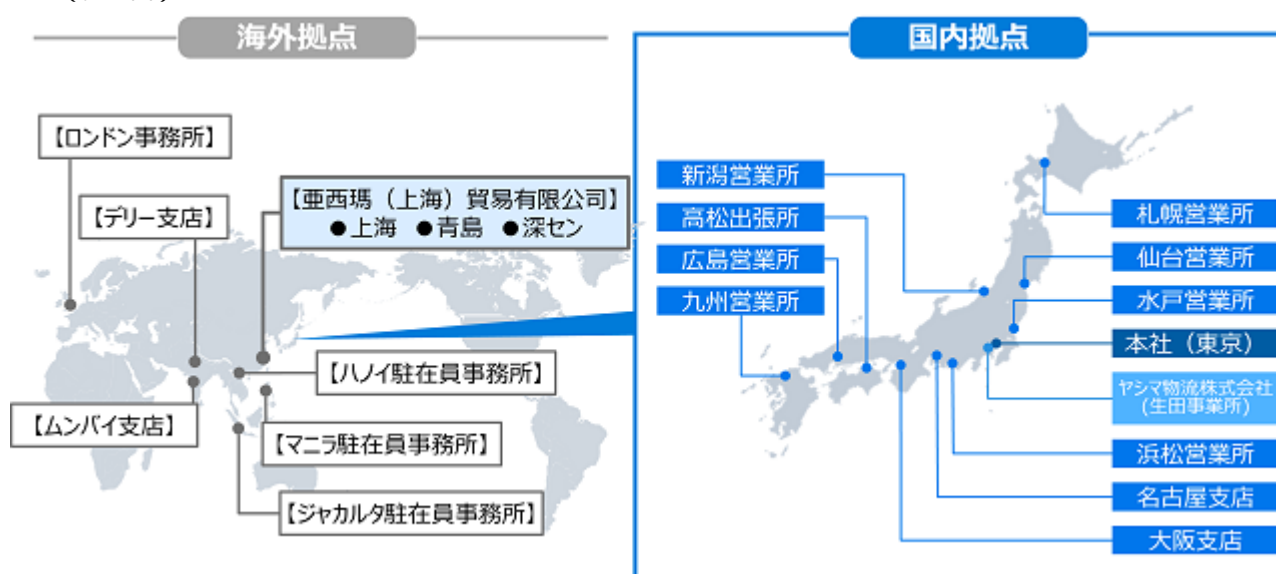 海外拠点
【ロンドン事務所】
【デリー支店】
【亜西瑪（上海）貿易有限公司】
●上海 ●青島 ●深セン
【ハノイ駐在員事務所】
【ムンバイ支店】
【マニラ駐在員事務所】
【ジャカルタ駐在員事務所】
国内拠点
新潟営業所
高松出張所
広島営業所
九州営業所
札幌営業所
仙台営業所
水戸営業所
本社（東京）
ヤシマ物流株式会社
(生田事業所)
浜松営業所
名古屋支店
大阪支店